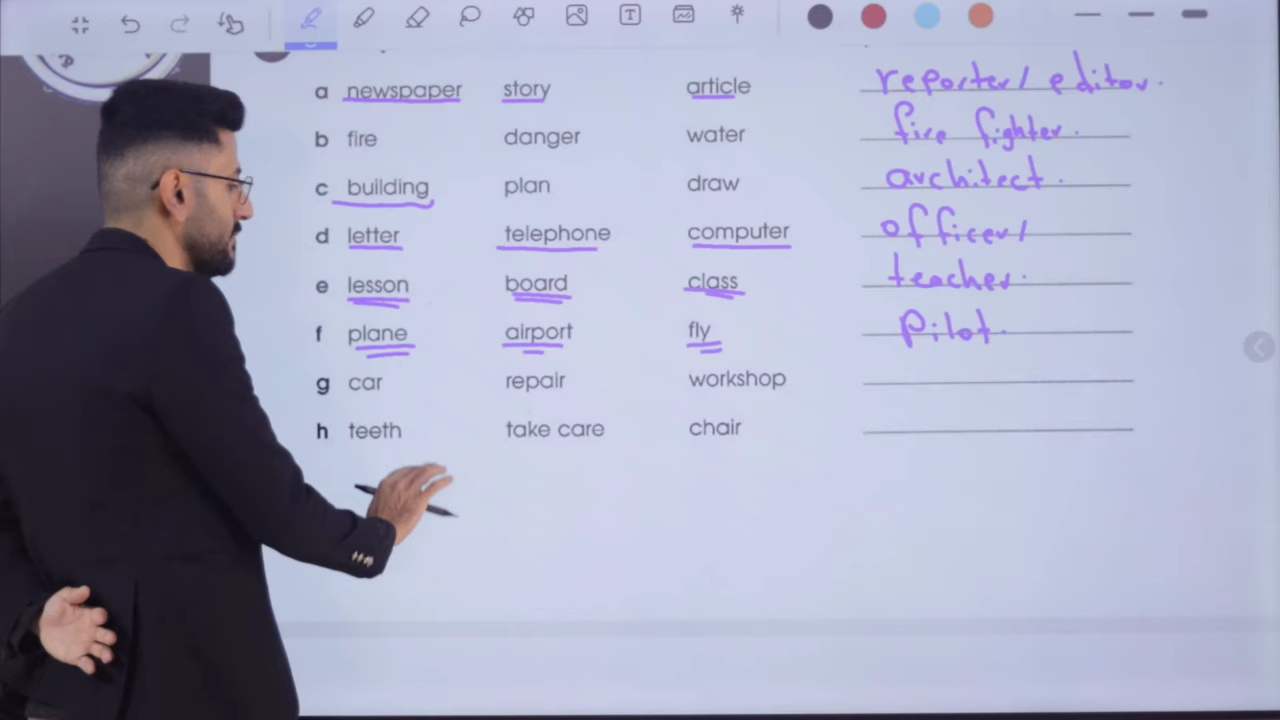 a newspaper story article reporter/ editor.
b fire danger water fire fighter.
c building plan draw architect.
d letter telephone computer officer/
e lesson board class teacher.
f plane airport fly Pilot.
g car repair workshop
h teeth take care chair